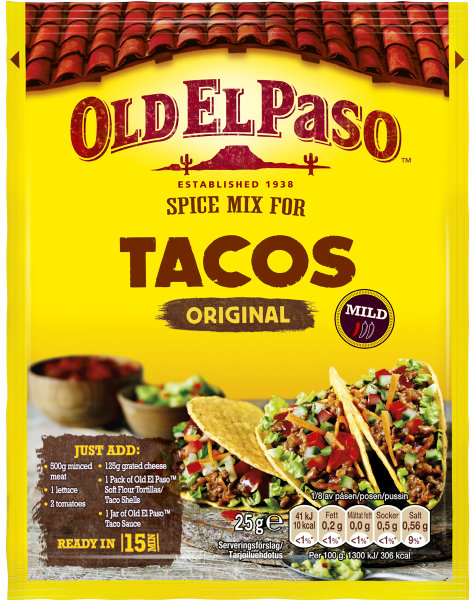 OLD EL PASO™
ESTABLISHED 1938
SPICE MIX FOR
TACOS
ORIGINAL
MILD
JUST ADD:
• 500g minced meat
• 1 lettuce
• 2 tomatoes
• 125g grated cheese
• 1 Pack of Old El Paso™
Soft Flour Tortillas/
Taco Shells
• 1 Jar of Old El Paso™
Taco Sauce
READY IN 15 MIN
25g e
Serveringsförslag/
Tarjoiluehdotus
1/8 av påsen/posen/pussin
41 kJ
10 kcal
<1%*
Fett
0,2 g
<1%*
Mättat fett
0,0 g
<1%*
Socker
0,5 g
<1%*
Salt
0,56 g
9%*
Per 100 g: 1300 kJ/ 306 kcal